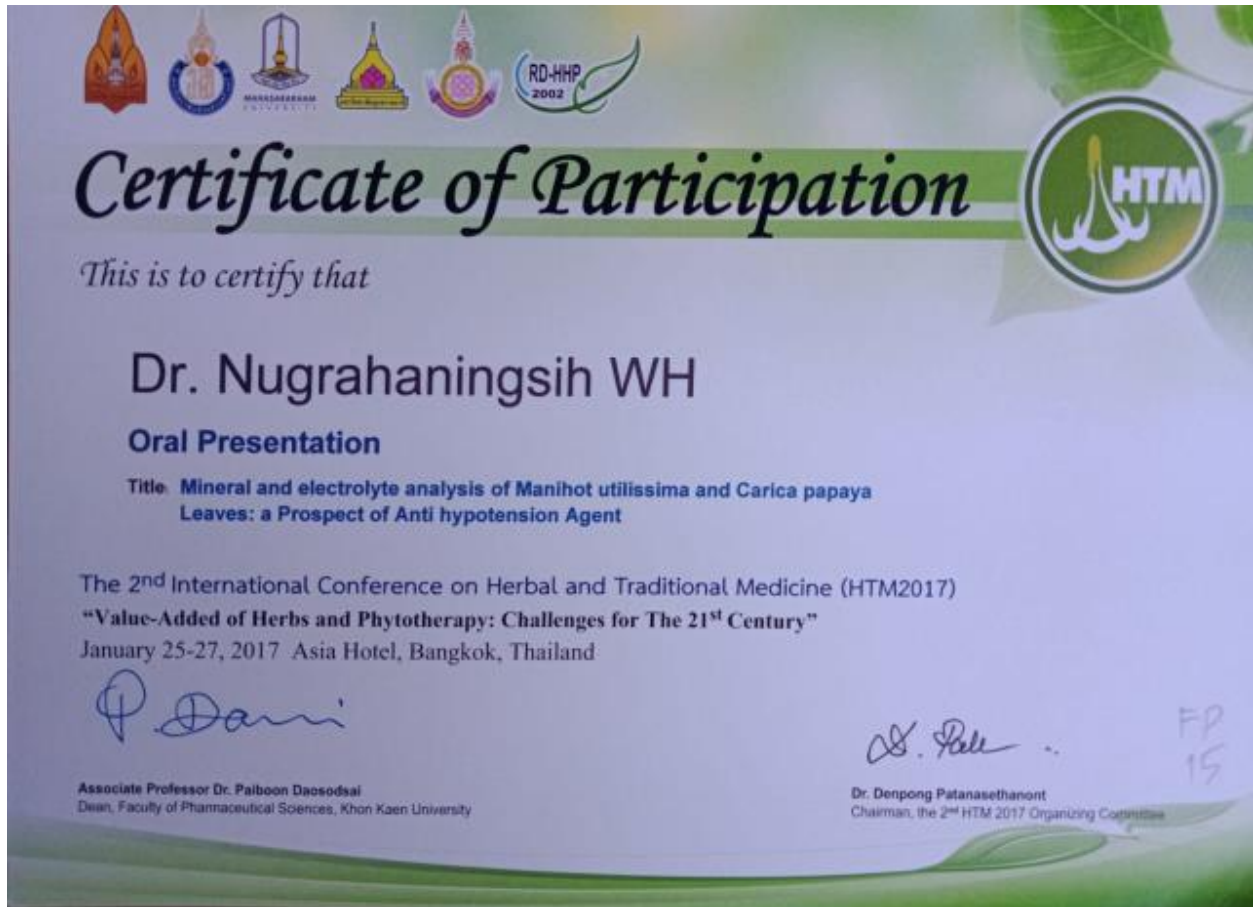 RD-HHP
2002
MAHASARAKHAM
UNIVERSITY
HTM
Certificate of Participation
This is to certify that
Dr. Nugrahaningsih WH
Oral Presentation
Title: Mineral and electrolyte analysis of Manihot utilissima and Carica papaya
Leaves: a Prospect of Anti hypotension Agent
The 2nd International Conference on Herbal and Traditional Medicine (HTM2017)
“Value-Added of Herbs and Phytotherapy: Challenges for The 21st Century”
January 25-27, 2017 Asia Hotel, Bangkok, Thailand
FP
15
Associate Professor Dr. Paiboon Daosodsai
Dean, Faculty of Pharmaceutical Sciences, Khon Kaen University
Dr. Denpong Patanasethanont
Chairman, the 2nd HTM 2017 Organizing Committee